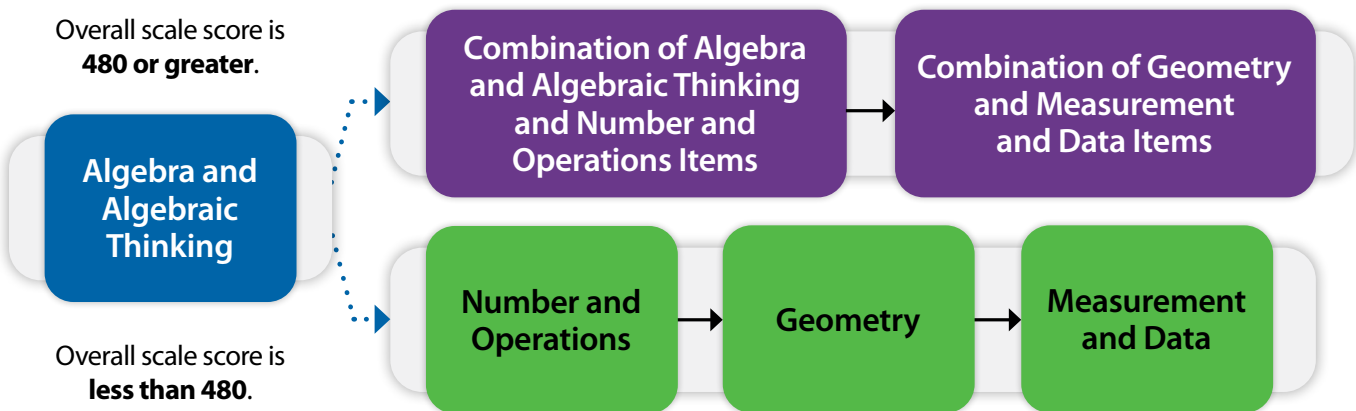 Overall scale score is
480 or greater.
Algebra and
Algebraic
Thinking
Overall scale score is
less than 480.
Combination of Algebra
and Algebraic Thinking
and Number and
Operations Items
Combination of Geometry
and Measurement
and Data Items
Number and
Operations
Geometry
Measurement
and Data